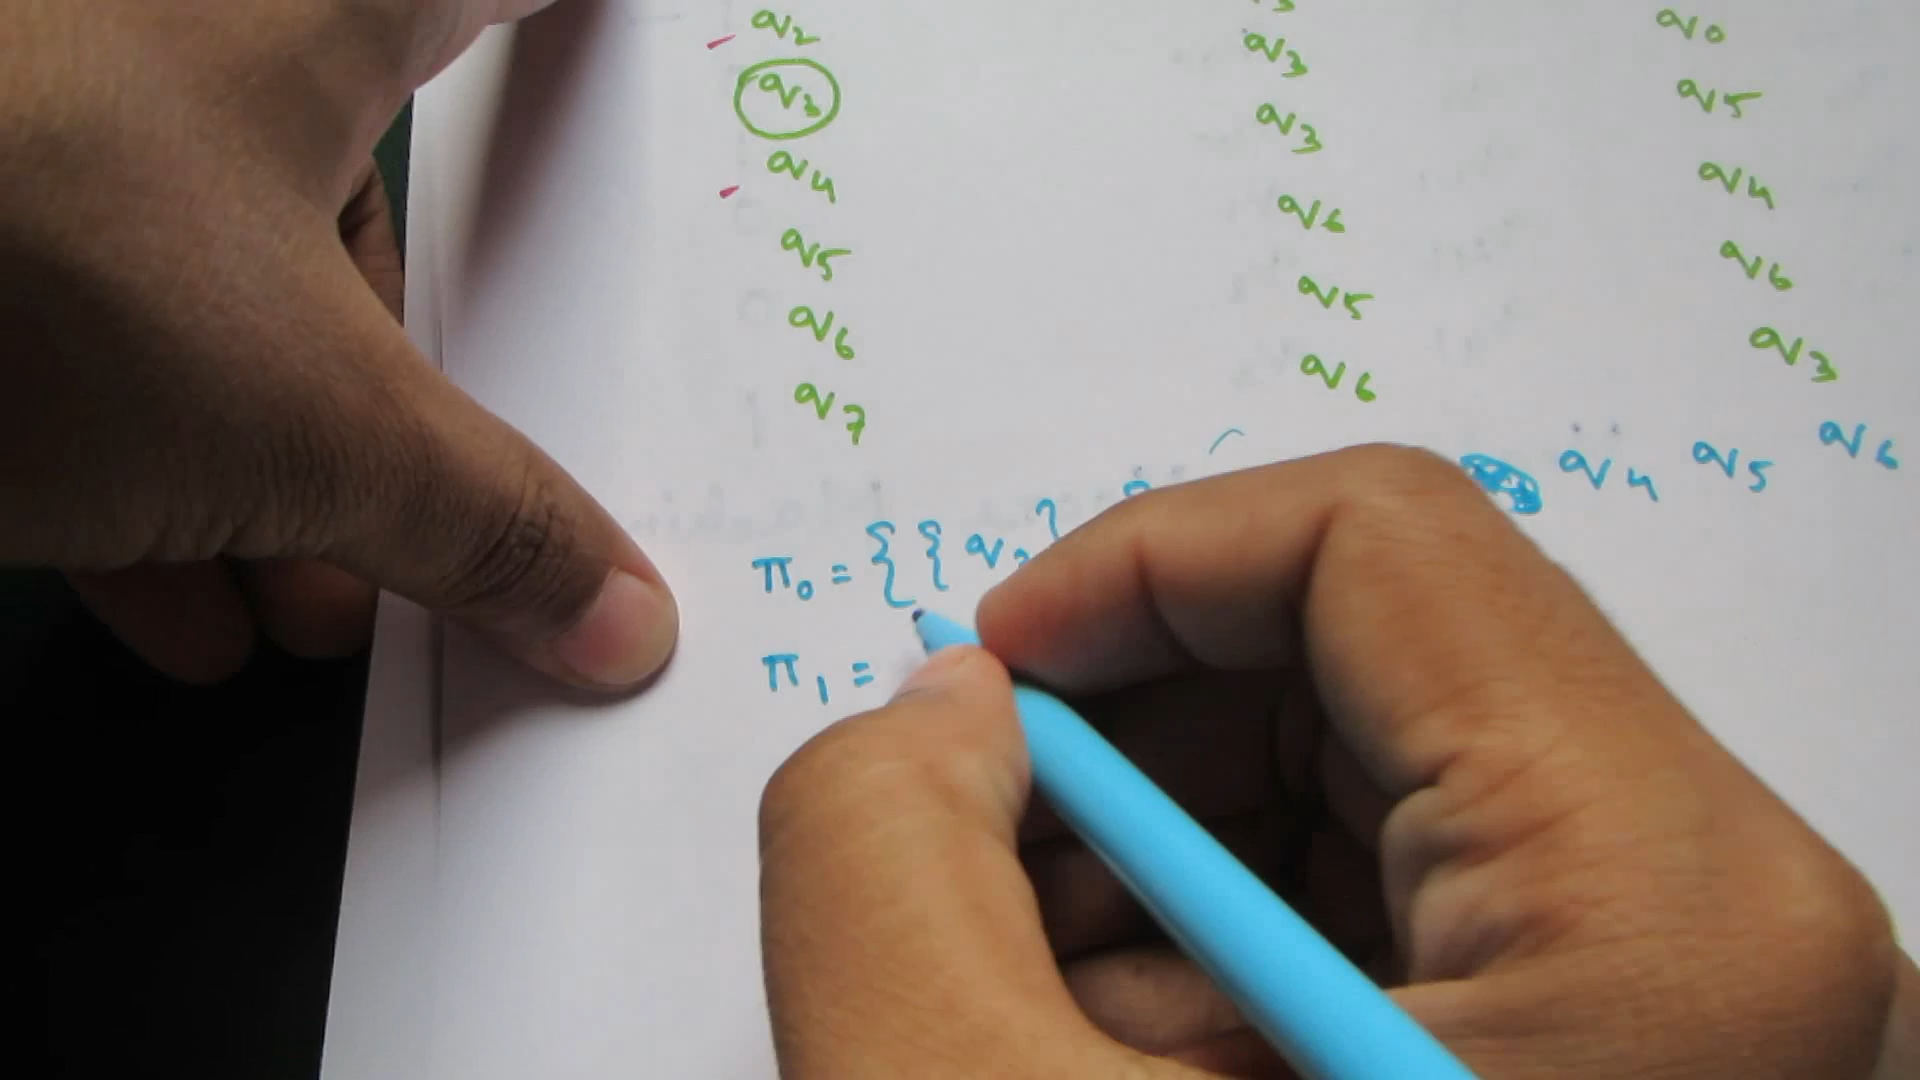 q2 q3 q0
q3 q3 q5
q4 q6 q4
q5 q5 q6
q6 q6 q3
q7
π0 = {{q3} q4 q5 q6
π1 =